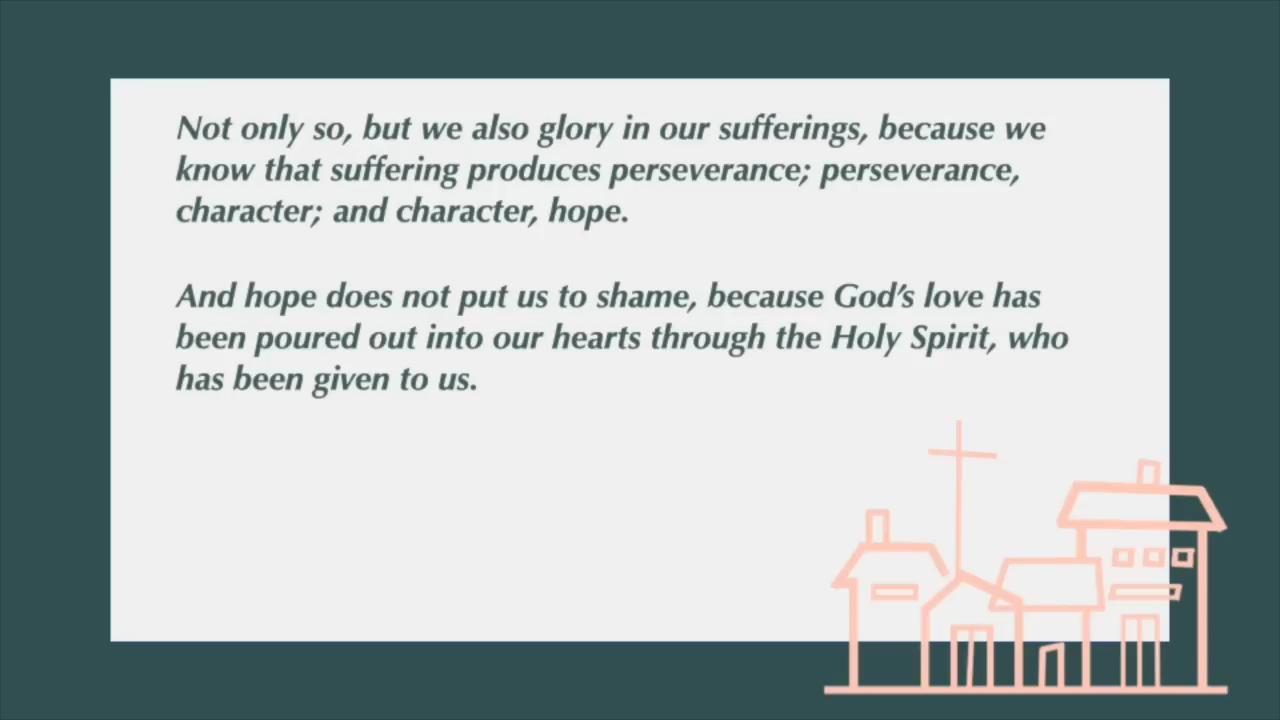 Not only so, but we also glory in our sufferings, because we
know that suffering produces perseverance; perseverance,
character; and character, hope.
And hope does not put us to shame, because God’s love has
been poured out into our hearts through the Holy Spirit, who
has been given to us.